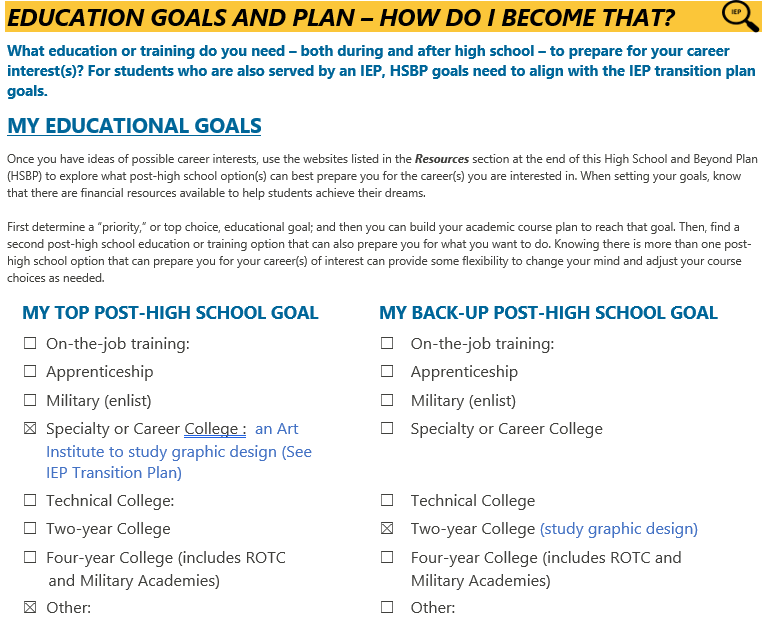 EDUCATION GOALS AND PLAN – HOW DO I BECOME THAT?
IEP
What education or training do you need – both during and after high school – to prepare for your career
interest(s)? For students who are also served by an IEP, HSBP goals need to align with the IEP transition plan
goals.
MY EDUCATIONAL GOALS
Once you have ideas of possible career interests, use the websites listed in the Resources section at the end of this High School and Beyond Plan
(HSBP) to explore what post-high school option(s) can best prepare you for the career(s) you are interested in. When setting your goals, know
that there are financial resources available to help students achieve their dreams.
First determine a “priority,” or top choice, educational goal; and then you can build your academic course plan to reach that goal. Then, find a
second post-high school education or training option that can also prepare you for what you want to do. Knowing there is more than one post-
high school option that can prepare you for your career(s) of interest can provide some flexibility to change your mind and adjust your course
choices as needed.
MY TOP POST-HIGH SCHOOL GOAL
☐ On-the-job training:
☐ Apprenticeship
☐ Military (enlist)
☒ Specialty or Career College : an Art
Institute to study graphic design (See
IEP Transition Plan)
☐ Technical College:
☐ Two-year College
☐ Four-year College (includes ROTC
and Military Academies)
☒ Other:
MY BACK-UP POST-HIGH SCHOOL GOAL
☐ On-the-job training:
☐ Apprenticeship
☐ Military (enlist)
☐ Specialty or Career College
☐ Technical College
☒ Two-year College (study graphic design)
☐ Four-year College (includes ROTC and
Military Academies)
☐ Other: